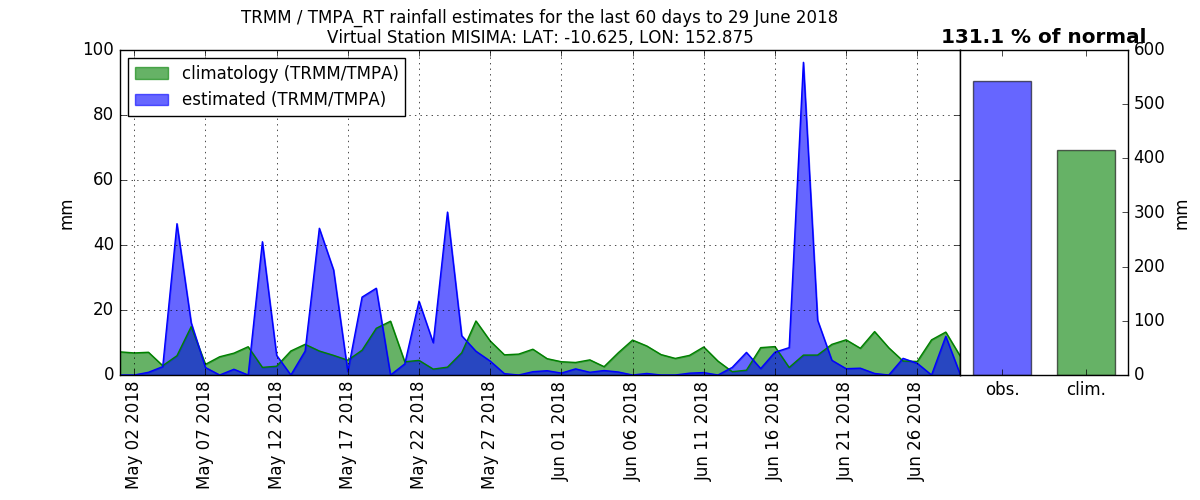 TRMM / TMPA_RT rainfall estimates for the last 60 days to 29 June 2018
Virtual Station MISIMA: LAT: -10.625, LON: 152.875
131.1 % of normal
climatology (TRMM/TMPA)
estimated (TRMM/TMPA)
100
80
60
40
20
0
mm
600
500
400
300
200
100
0
mm
May 02 2018
May 07 2018
May 12 2018
May 17 2018
May 22 2018
May 27 2018
Jun 01 2018
Jun 06 2018
Jun 11 2018
Jun 16 2018
Jun 21 2018
Jun 26 2018
obs.
clim.